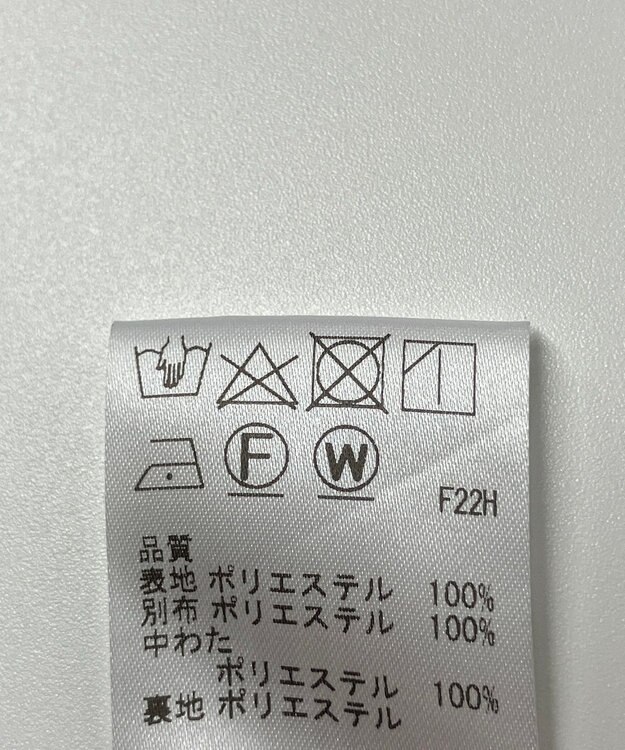 F W
F22H
品質
表地 ポリエステル 100%
別布 ポリエステル 100%
中わた
ポリエステル 100%
裏地 ポリエステル